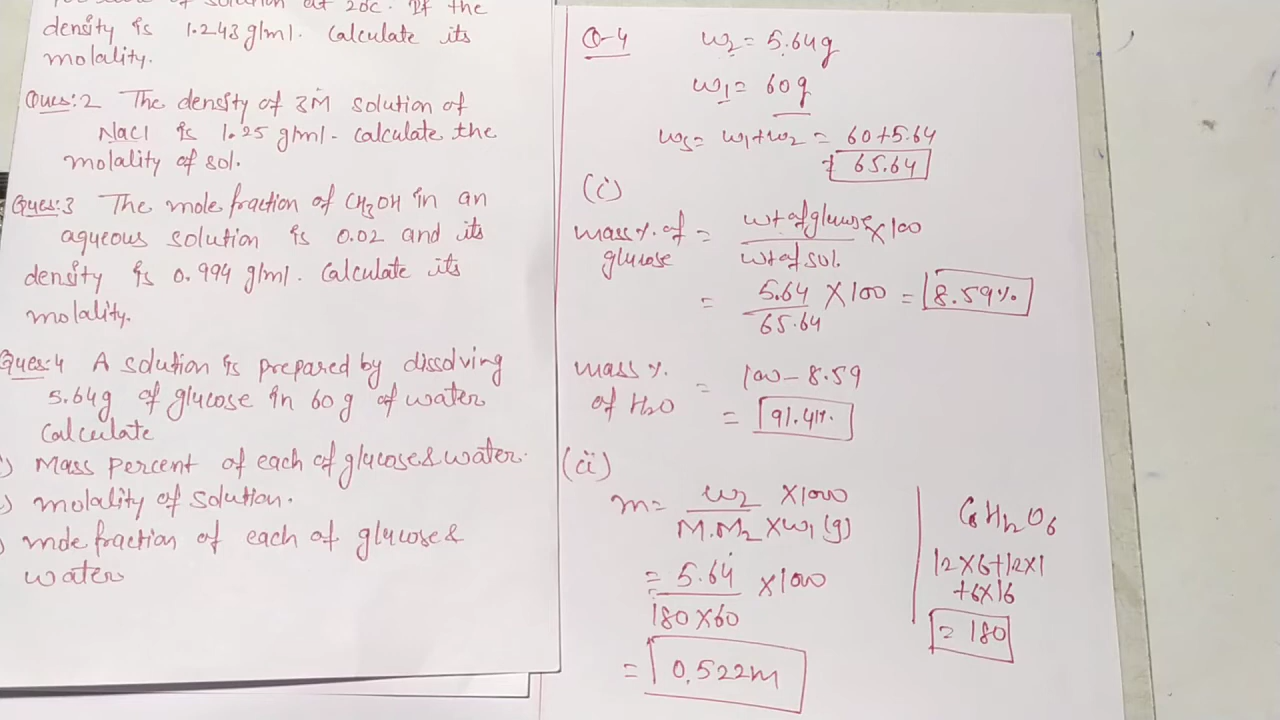 of solution at 20c. If the
density is 1.243 g/ml. Calculate its
molality.
Ques:2 The density of 3M solution of
NaCl is 1.25 g/ml. Calculate the
molality of sol.
Ques:3 The mole fraction of CH3OH in an
aqueous solution is 0.02 and its
density is 0.994 g/ml. Calculate its
molality.
Ques:4 A solution is prepared by dissolving
5.64g of glucose in 60 g of water
Calculate
) Mass percent of each of glucose & water.
) molality of solution.
) mole fraction of each of glucose &
water
Q-4
w2 = 5.64g
w1 = 60g
ws = w1+w2 = 60+5.64
= 65.64
(i)
mass % of glucose = wt of glucose / wt of sol. × 100
= 5.64 / 65.64 × 100 = 8.59%
mass % of H2O = 100 - 8.59
= 91.41%
(ii)
m = w2 / M.M2 × w1(g) × 1000
= 5.64 / 180 × 60 × 1000
= 0.522m
C6H12O6
12×6+12×1
+6×16
= 180